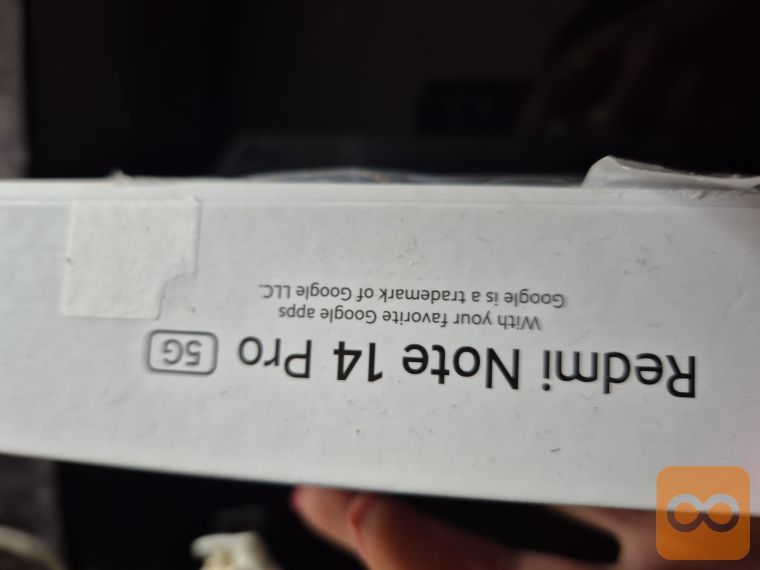 Redmi Note 14 Pro 5G
With your favorite Google apps
Google is a trademark of Google LLC.